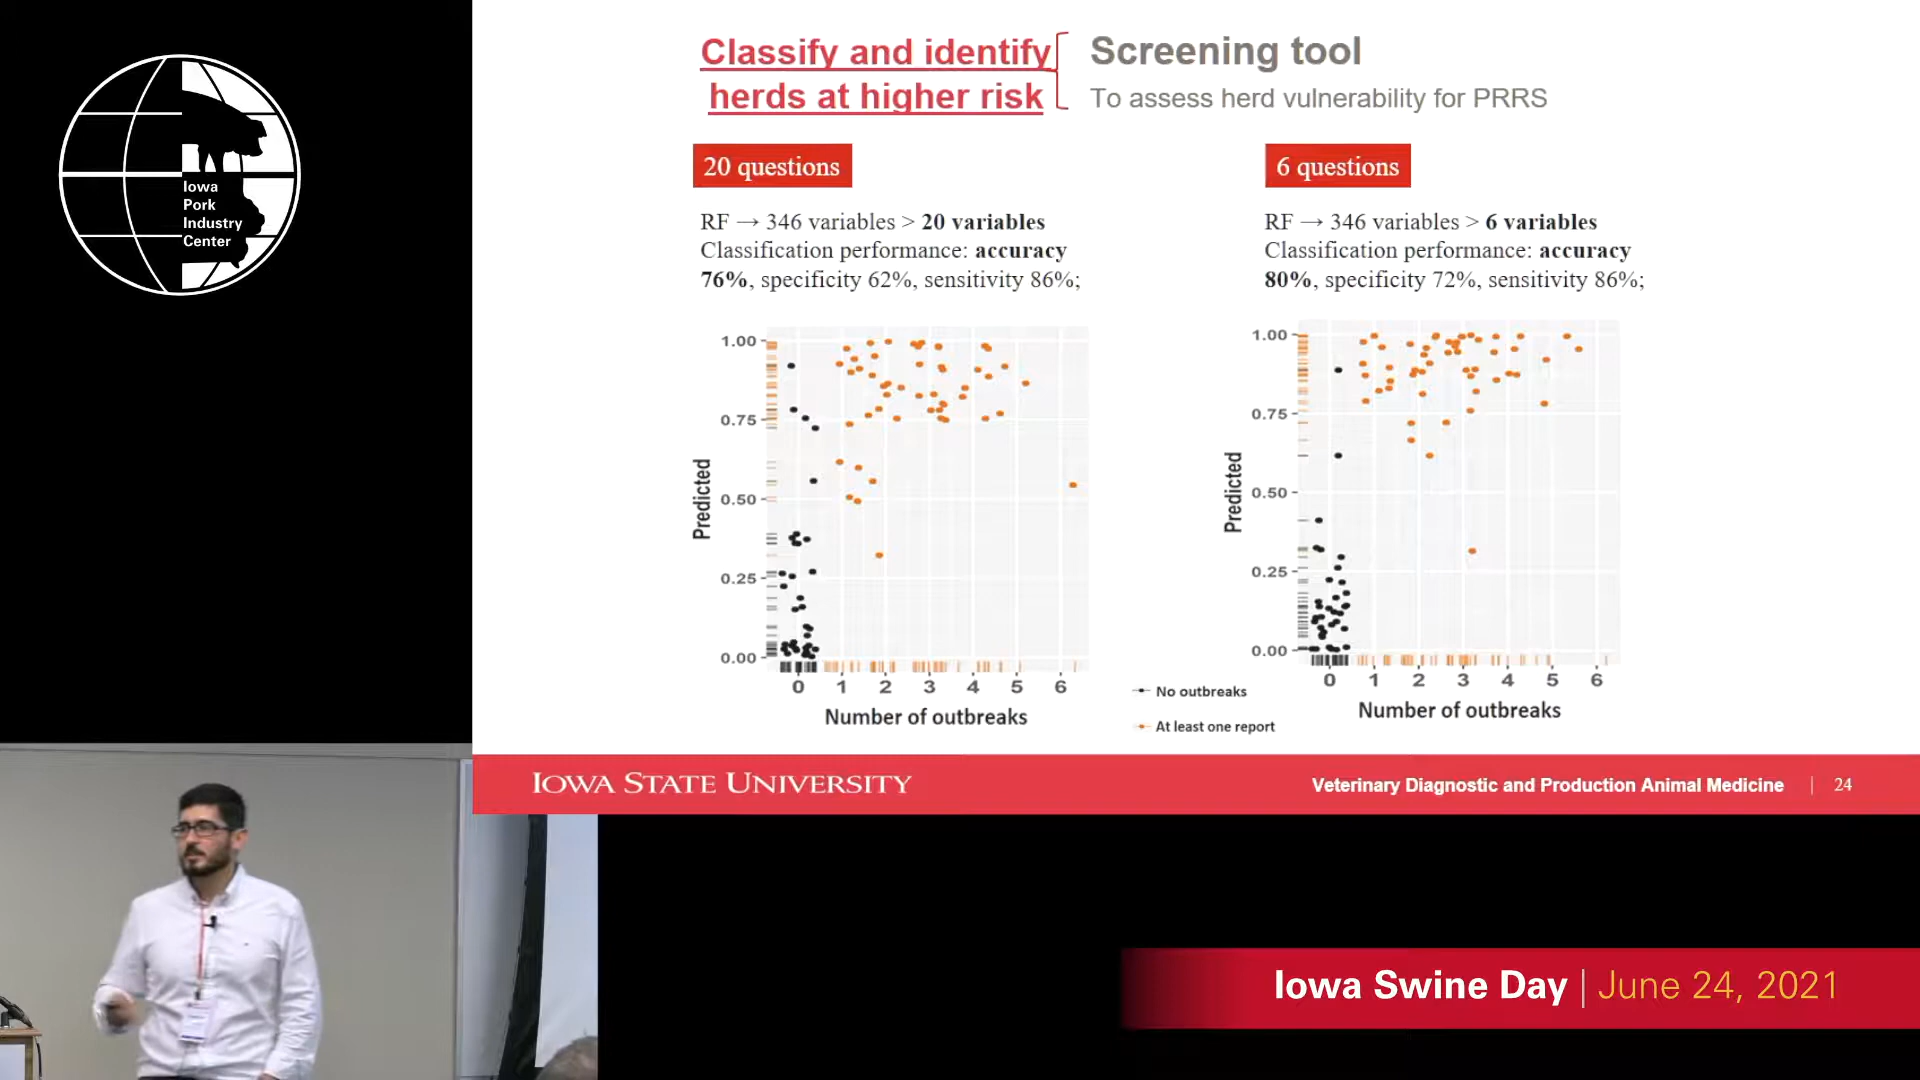 Iowa
Pork
Industry
Center
Classify and identify
herds at higher risk
Screening tool
To assess herd vulnerability for PRRS
20 questions
RF → 346 variables > 20 variables
Classification performance: accuracy
76%, specificity 62%, sensitivity 86%;
6 questions
RF → 346 variables > 6 variables
Classification performance: accuracy
80%, specificity 72%, sensitivity 86%;
Predicted
1.00
0.75
0.50
0.25
0.00
0 1 2 3 4 5 6
Number of outbreaks
No outbreaks
At least one report
Predicted
1.00
0.75
0.50
0.25
0.00
0 1 2 3 4 5 6
Number of outbreaks
IOWA STATE UNIVERSITY
Veterinary Diagnostic and Production Animal Medicine | 24
Iowa Swine Day | June 24, 2021